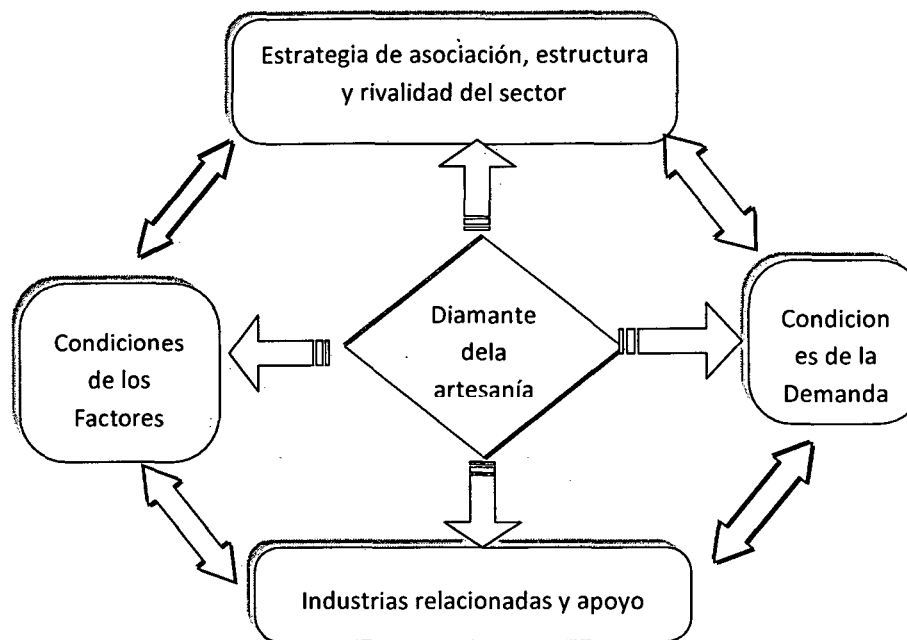 Estrategia de asociación, estructura
y rivalidad del sector
Condiciones
de los
Factores
Diamante
dela
artesanía
Condicion
es de la
Demanda
Industrias relacionadas y apoyo